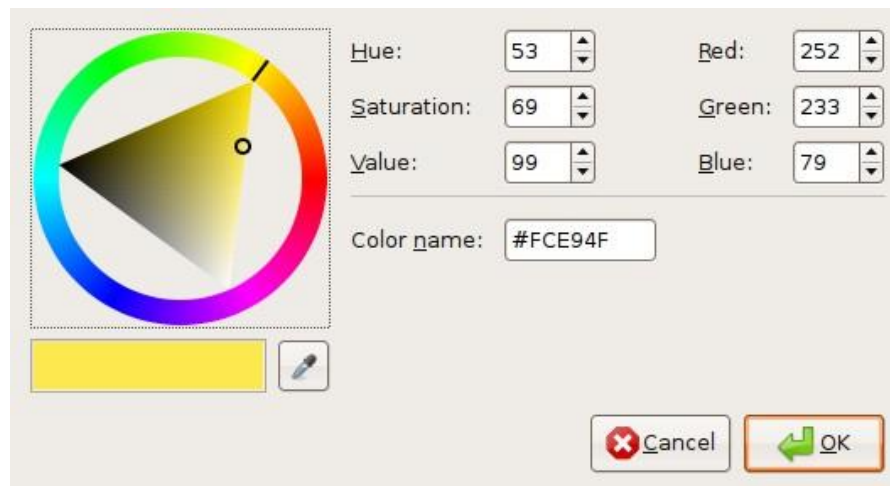 Hue: 53 Red: 252
Saturation: 69 Green: 233
Value: 99 Blue: 79
Color name: #FCE94F
Cancel OK